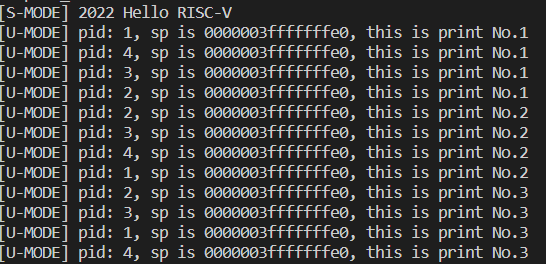 [S-MODE] 2022 Hello RISC-V
[U-MODE] pid: 1, sp is 0000003fffffffe0, this is print No.1
[U-MODE] pid: 4, sp is 0000003fffffffe0, this is print No.1
[U-MODE] pid: 3, sp is 0000003fffffffe0, this is print No.1
[U-MODE] pid: 2, sp is 0000003fffffffe0, this is print No.1
[U-MODE] pid: 2, sp is 0000003fffffffe0, this is print No.2
[U-MODE] pid: 3, sp is 0000003fffffffe0, this is print No.2
[U-MODE] pid: 4, sp is 0000003fffffffe0, this is print No.2
[U-MODE] pid: 1, sp is 0000003fffffffe0, this is print No.2
[U-MODE] pid: 2, sp is 0000003fffffffe0, this is print No.3
[U-MODE] pid: 3, sp is 0000003fffffffe0, this is print No.3
[U-MODE] pid: 1, sp is 0000003fffffffe0, this is print No.3
[U-MODE] pid: 4, sp is 0000003fffffffe0, this is print No.3